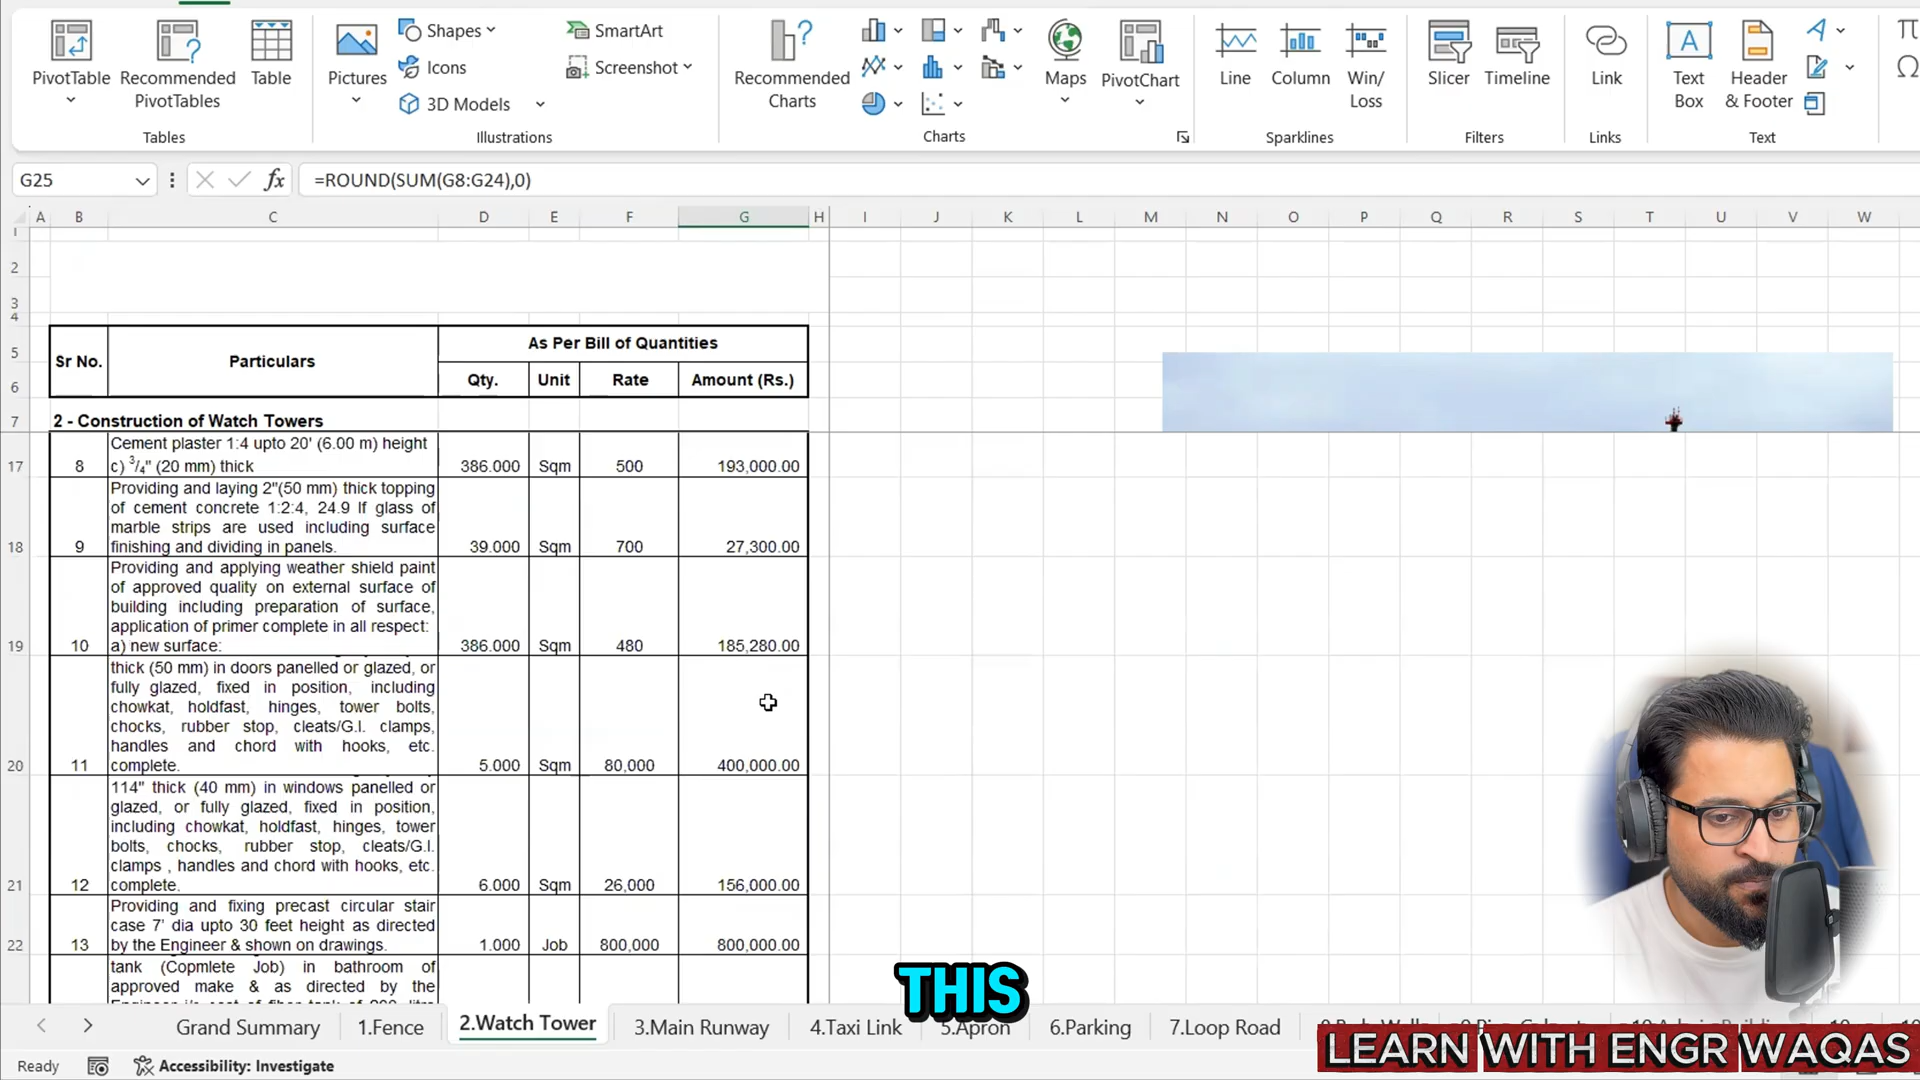 Shapes
SmartArt
Icons
Screenshot
3D Models
PivotTable
Recommended
PivotTables
Table
Pictures
Recommended
Charts
Maps
PivotChart
Line
Column
Win/
Loss
Slicer
Timeline
Link
Text
Box
Header
& Footer
Tables
Illustrations
Charts
Sparklines
Filters
Links
Text
G25
fx
=ROUND(SUM(G8:G24),0)
A B C D E F G H I J K L M N O P Q R S T U V W
1
2
3
4
5
6
7
Sr No.
Particulars
As Per Bill of Quantities
Qty. Unit Rate Amount (Rs.)
2 - Construction of Watch Towers
Cement plaster 1:4 upto 20' (6.00 m) height
17 8 c) 3/4" (20 mm) thick 386.000 Sqm 500 193,000.00
Providing and laying 2"(50 mm) thick topping
of cement concrete 1:2:4, 24.9 If glass of
marble strips are used including surface
18 9 finishing and dividing in panels. 39.000 Sqm 700 27,300.00
Providing and applying weather shield paint
of approved quality on external surface of
building including preparation of surface,
application of primer complete in all respect:
19 10 a) new surface: 386.000 Sqm 480 185,280.00
thick (50 mm) in doors panelled or glazed, or
fully glazed, fixed in position, including
chowkat, holdfast, hinges, tower bolts,
chocks, rubber stop, cleats/G.I. clamps,
handles and chord with hooks, etc.
20 11 complete. 5.000 Sqm 80,000 400,000.00
114" thick (40 mm) in windows panelled or
glazed, or fully glazed, fixed in position,
including chowkat, holdfast, hinges, tower
bolts, chocks, rubber stop, cleats/G.I.
clamps , handles and chord with hooks, etc.
21 12 complete. 6.000 Sqm 26,000 156,000.00
Providing and fixing precast circular stair
case 7' dia upto 30 feet height as directed
22 13 by the Engineer & shown on drawings. 1.000 Job 800,000 800,000.00
tank (Copmlete Job) in bathroom of
approved make & as directed by the
THIS
Grand Summary 1.Fence 2.Watch Tower 3.Main Runway 4.Taxi Link 5.Apron 6.Parking 7.Loop Road
LEARN WITH ENGR WAQAS
Ready
Accessibility: Investigate